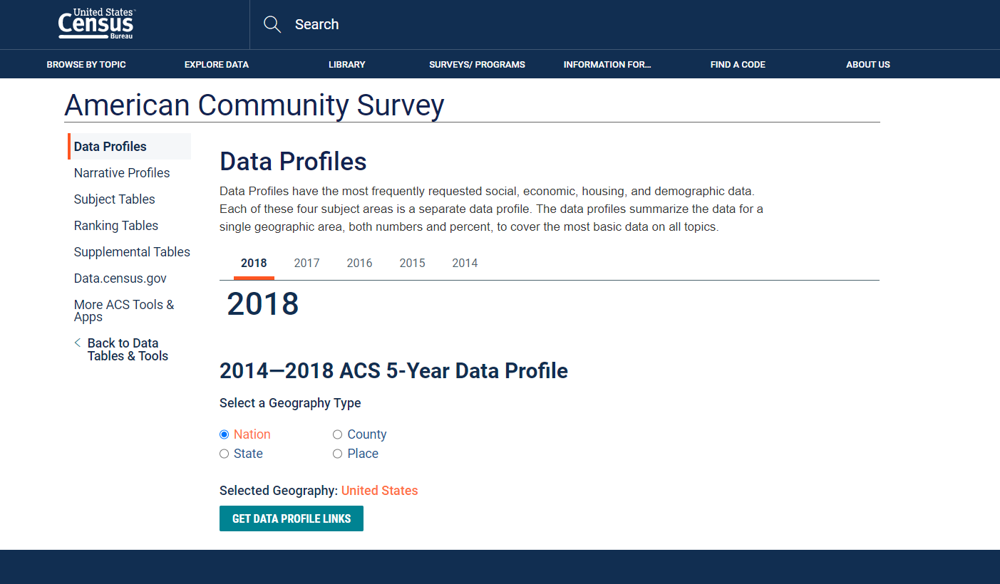 United States™
Census
Bureau
Search
BROWSE BY TOPIC
EXPLORE DATA
LIBRARY
SURVEYS/ PROGRAMS
INFORMATION FOR...
FIND A CODE
ABOUT US
American Community Survey
Data Profiles
Narrative Profiles
Subject Tables
Ranking Tables
Supplemental Tables
Data.census.gov
More ACS Tools &
Apps
Back to Data
Tables & Tools
Data Profiles
Data Profiles have the most frequently requested social, economic, housing, and demographic data.
Each of these four subject areas is a separate data profile. The data profiles summarize the data for a
single geographic area, both numbers and percent, to cover the most basic data on all topics.
2018 2017 2016 2015 2014
2018
2014—2018 ACS 5-Year Data Profile
Select a Geography Type
Nation County
State Place
Selected Geography: United States
GET DATA PROFILE LINKS